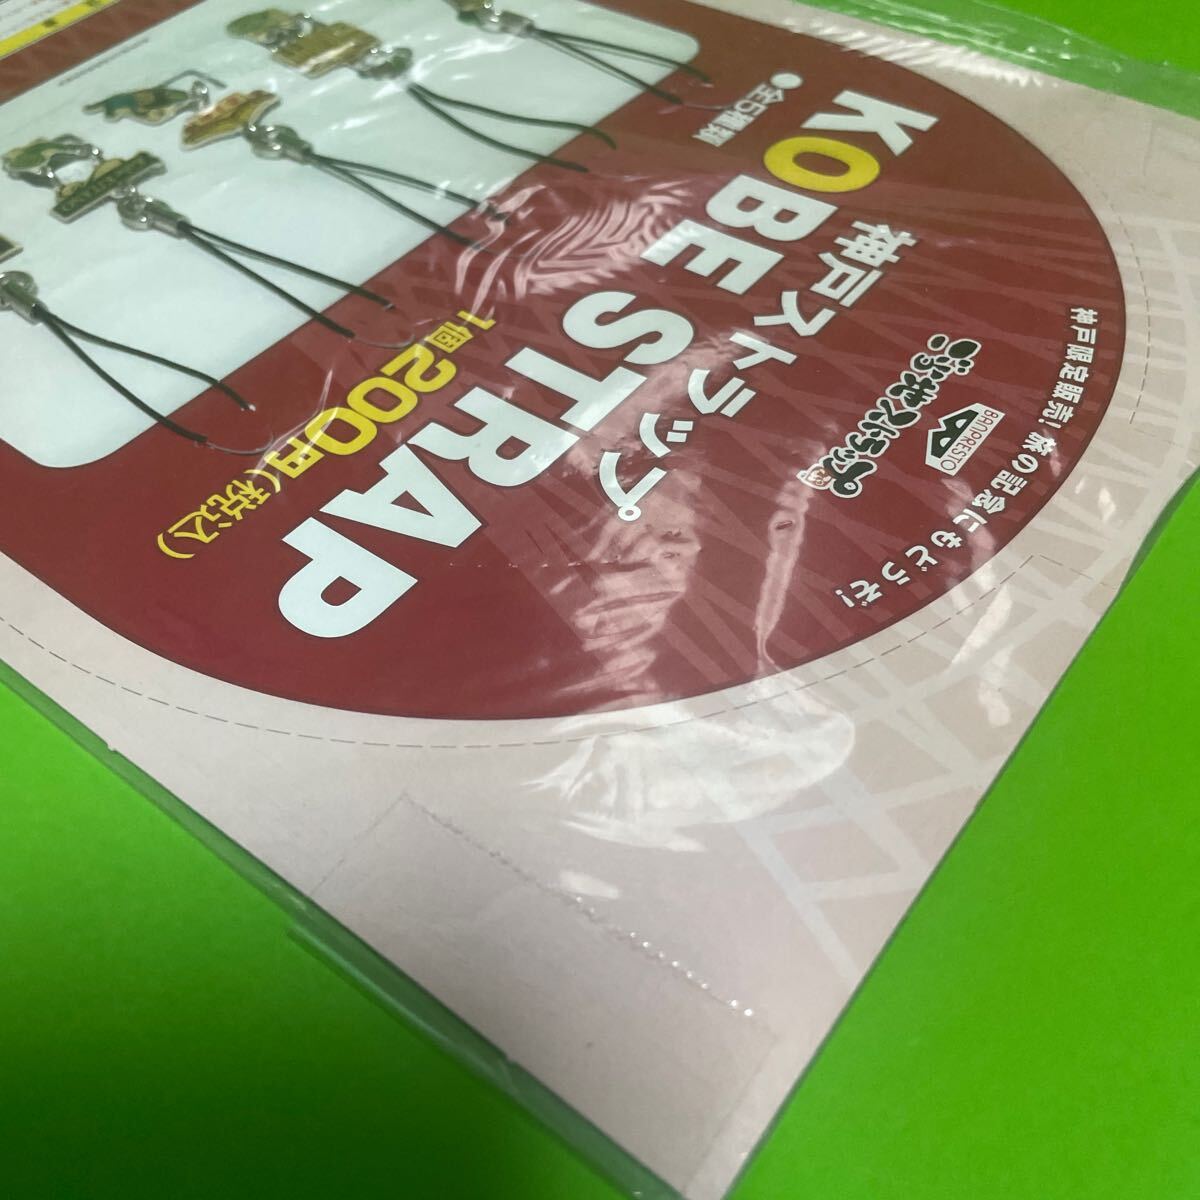 神戸限定販売! 旅の記念にもどうぞ!
ご当地ストラップ
BANPRESTO
神戸ストラップ
KOBE STRAP
●全5種類
1個200円(税込)